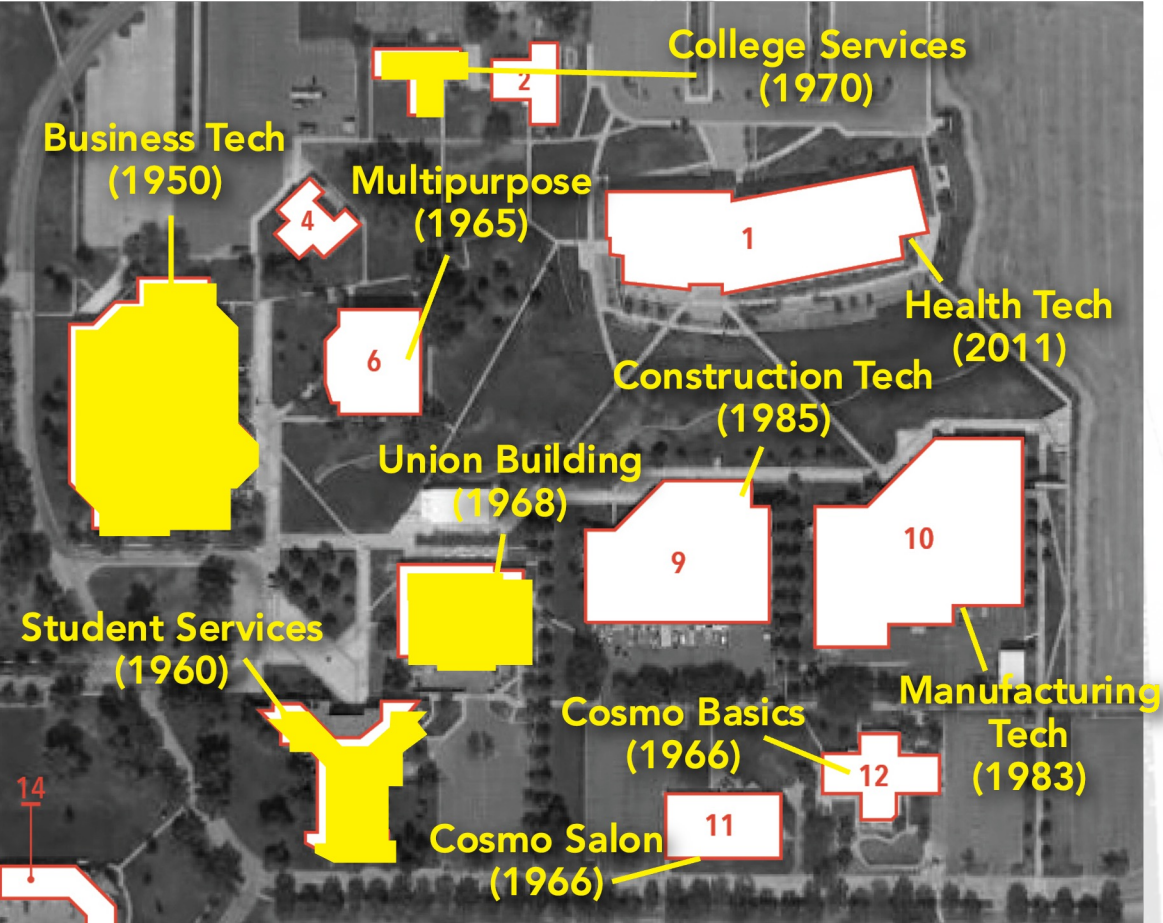 College Services
(1970)
2
Business Tech
(1950)
Multipurpose
(1965)
4
1
Health Tech
(2011)
6
Construction Tech
(1985)
Union Building
(1968)
9
10
Student Services
(1960)
Manufacturing
Tech
(1983)
Cosmo Basics
(1966)
12
14
11
Cosmo Salon
(1966)